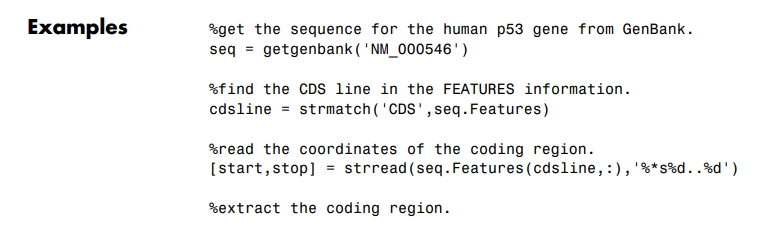 Examples
%get the sequence for the human p53 gene from GenBank.
seq = getgenbank('NM_000546')
%find the CDS line in the FEATURES information.
cdsline = strmatch('CDS',seq.Features)
%read the coordinates of the coding region.
[start,stop] = strread(seq.Features(cdsline,:),'%*s%d..%d')
%extract the coding region.